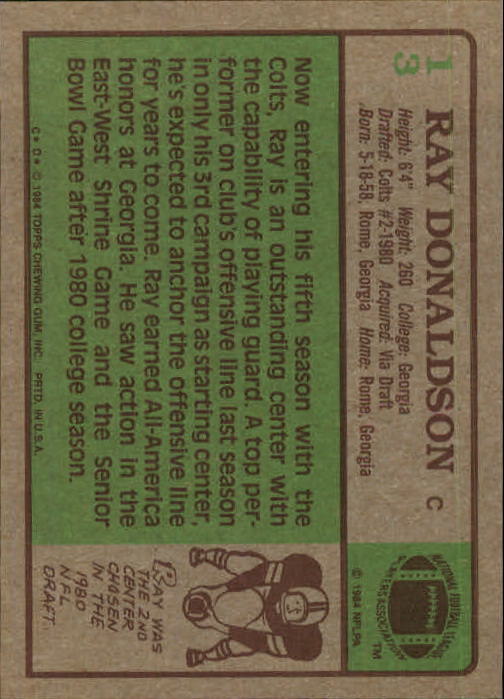 13
RAY DONALDSON C
Height: 6'4" Weight: 260 College: Georgia
Drafted: Colts #2-1980 Acquired: Via Draft
Born: 5-18-58, Rome, Georgia Home: Rome, Georgia
NATIONAL FOOTBALL LEAGUE
PLAYERS ASSOCIATION
TM
© 1984 NFLPA
Now entering his fifth season with the
Colts, Ray is an outstanding center with
the capability of playing guard. A top per-
former on club's offensive line last season
in only his 3rd campaign as starting center,
he's expected to anchor the offensive line
for years to come. Ray earned All-America
honors at Georgia. He saw action in the
East-West Shrine Game and the Senior
Bowl Game after 1980 college season.
RAY WAS
THE 2ND
CENTER
CHOSEN
IN THE
1980
NFL
DRAFT.
C* D* © 1984 TOPPS CHEWING GUM, INC. PRTD. IN U.S.A.